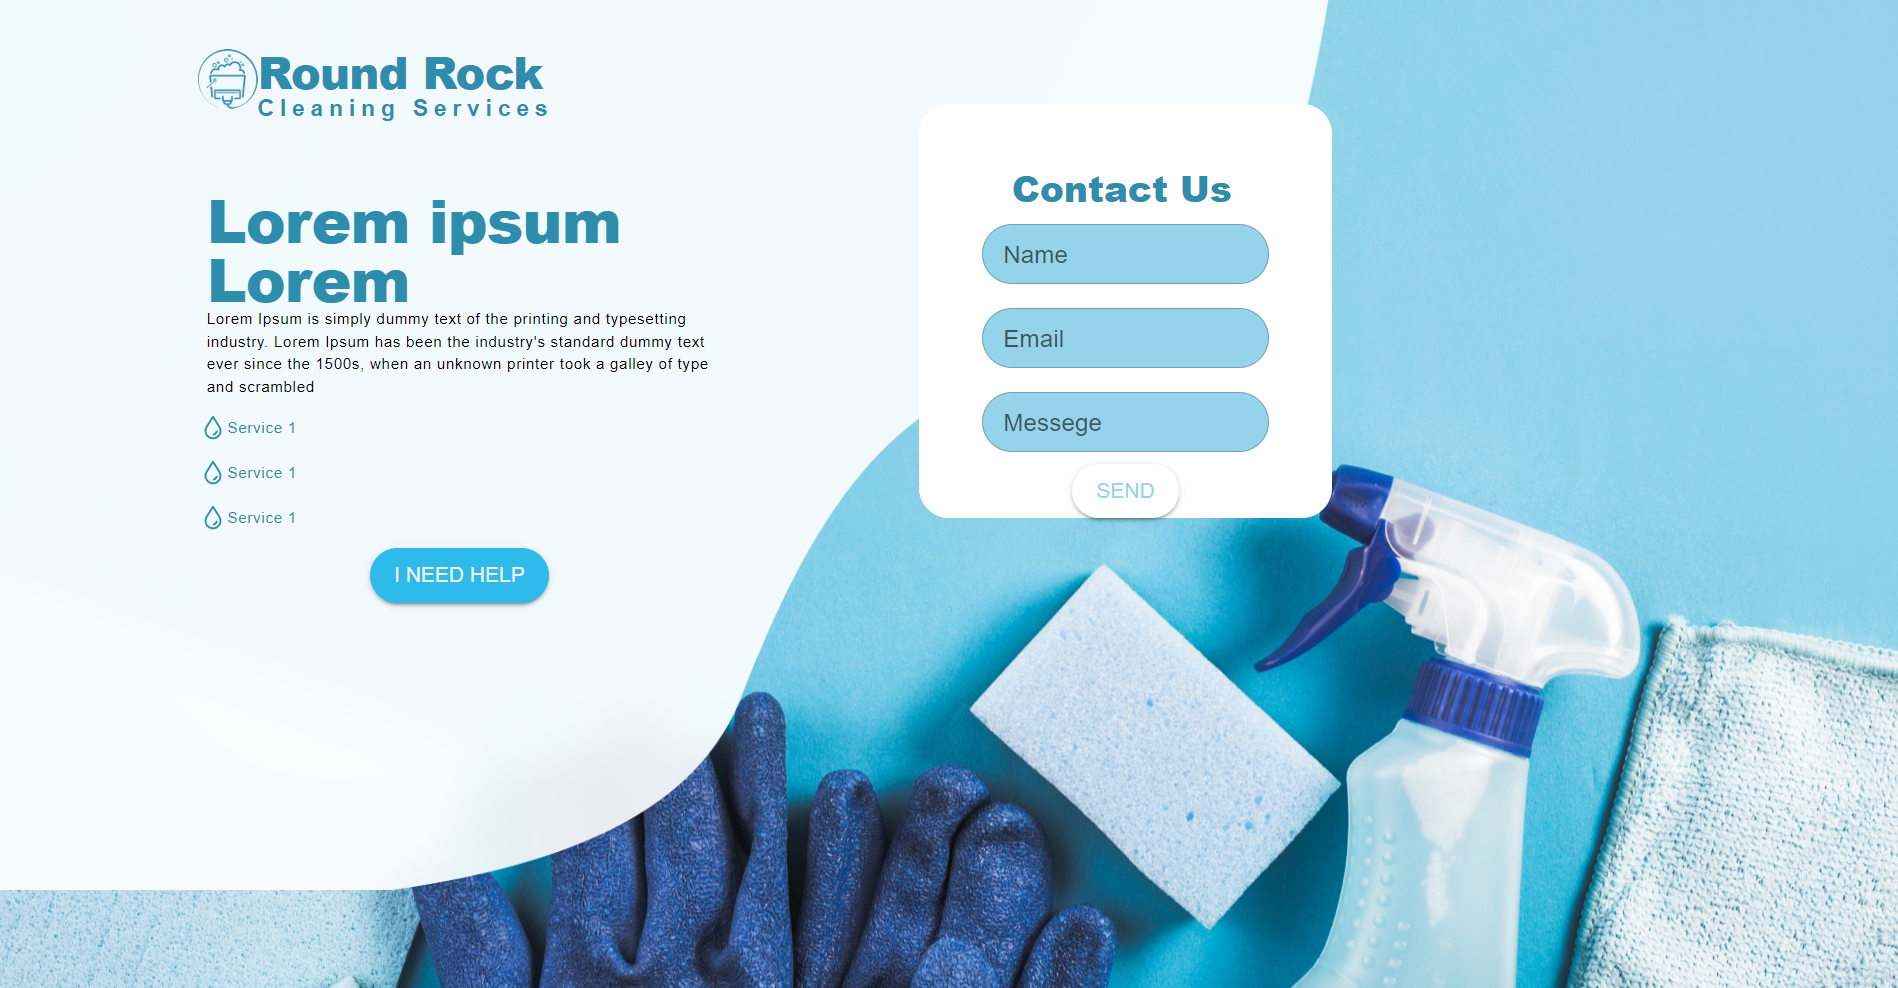 Round Rock
Cleaning Services
Lorem ipsum
Lorem
Lorem Ipsum is simply dummy text of the printing and typesetting
industry. Lorem Ipsum has been the industry's standard dummy text
ever since the 1500s, when an unknown printer took a galley of type
and scrambled
Service 1
Service 1
Service 1
I NEED HELP
Contact Us
Name
Email
Messege
SEND